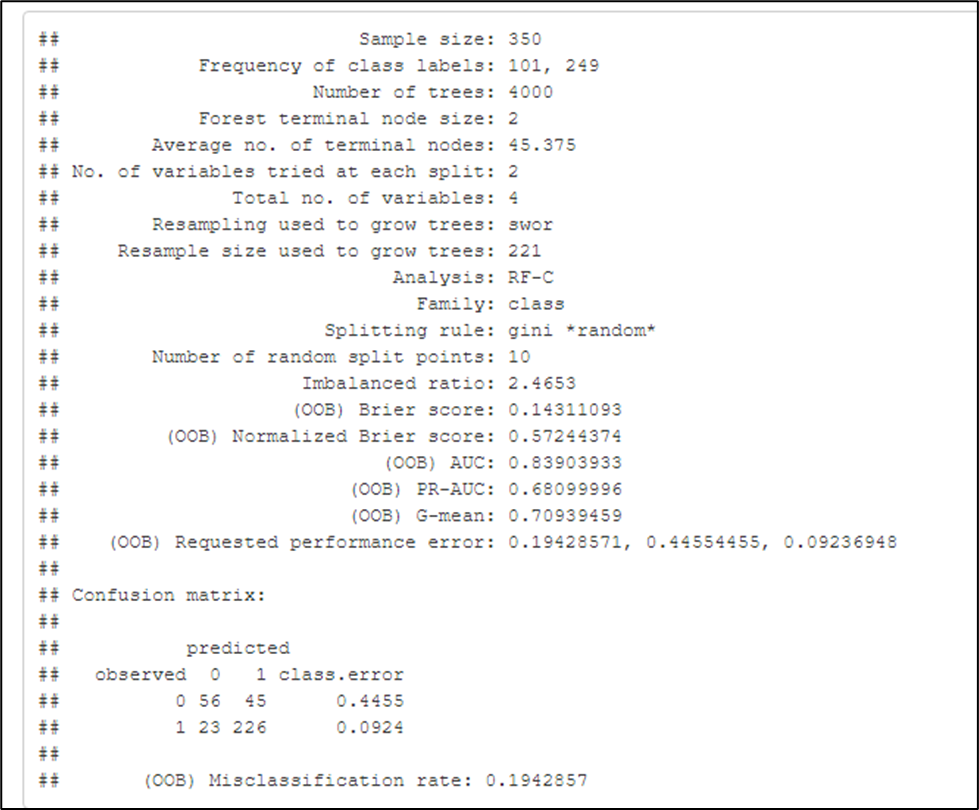 ## Sample size: 350
## Frequency of class labels: 101, 249
## Number of trees: 4000
## Forest terminal node size: 2
## Average no. of terminal nodes: 45.375
## No. of variables tried at each split: 2
## Total no. of variables: 4
## Resampling used to grow trees: swor
## Resample size used to grow trees: 221
## Analysis: RF-C
## Family: class
## Splitting rule: gini *random*
## Number of random split points: 10
## Imbalanced ratio: 2.4653
## (OOB) Brier score: 0.14311093
## (OOB) Normalized Brier score: 0.57244374
## (OOB) AUC: 0.83903933
## (OOB) PR-AUC: 0.68099996
## (OOB) G-mean: 0.70939459
## (OOB) Requested performance error: 0.19428571, 0.44554455, 0.09236948
##
## Confusion matrix:
##
## predicted
## observed 0 1 class.error
## 0 56 45 0.4455
## 1 23 226 0.0924
##
## (OOB) Misclassification rate: 0.1942857